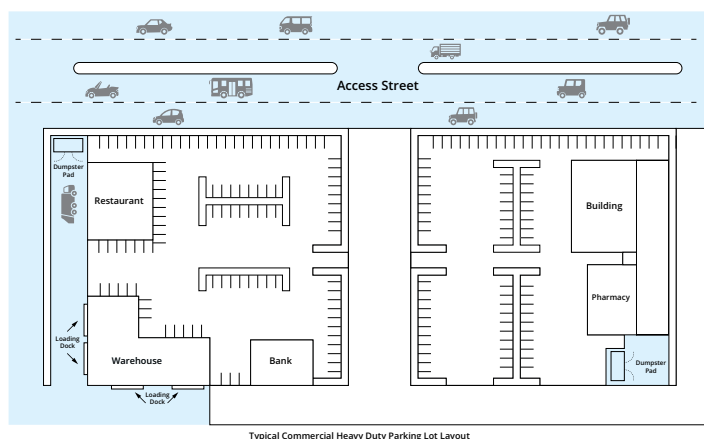 Access Street
Dumpster
Pad
Restaurant
Building
Pharmacy
Loading
Dock
Warehouse
Bank
Dumpster
Pad
Loading
Dock
Typical Commercial Heavy Duty Parking Lot Layout